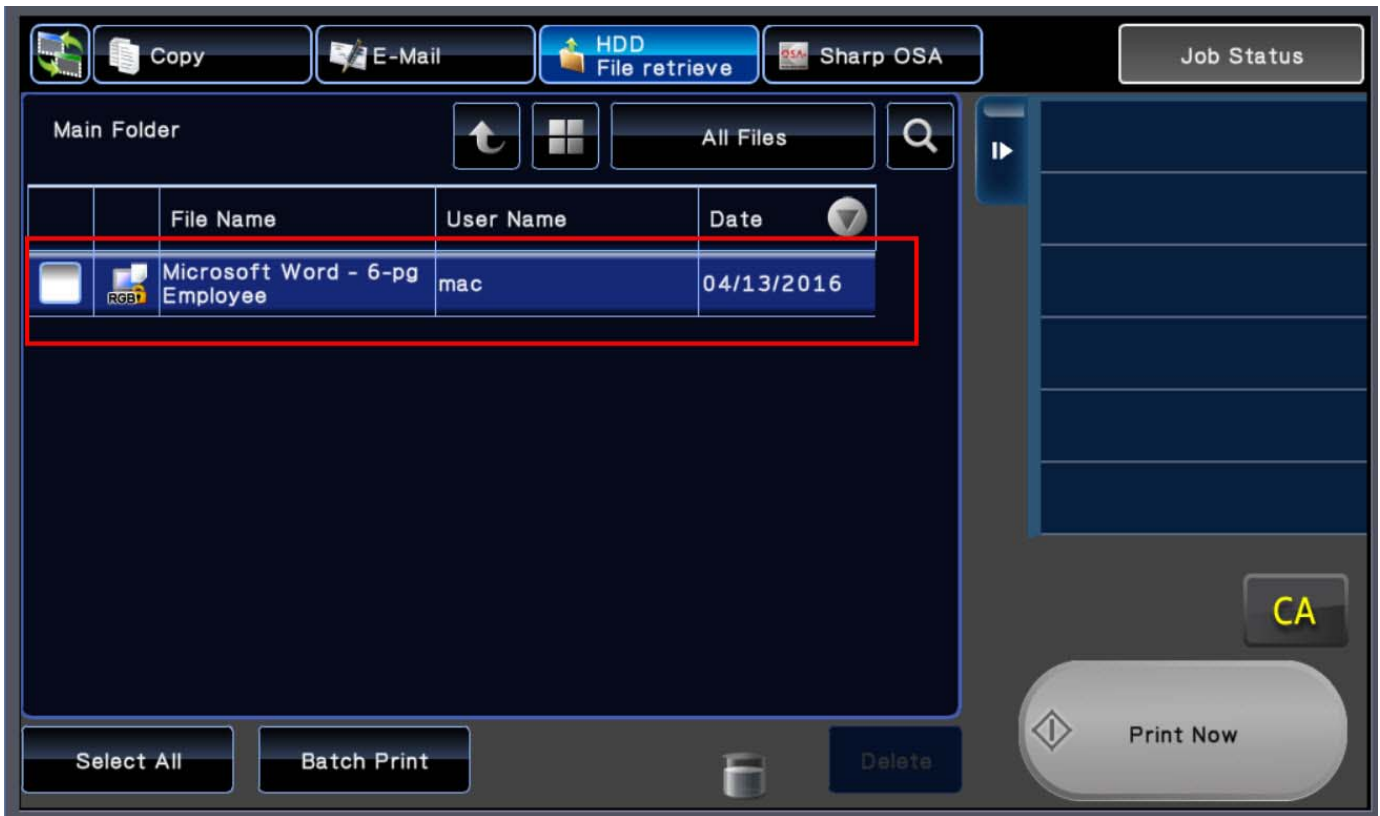 Copy
E-Mail
HDD
File retrieve
OSA
Sharp OSA
Job Status
Main Folder
All Files
File Name
User Name
Date
RGB
Microsoft Word - 6-pg
Employee
mac
04/13/2016
CA
Select All
Batch Print
Delete
Print Now